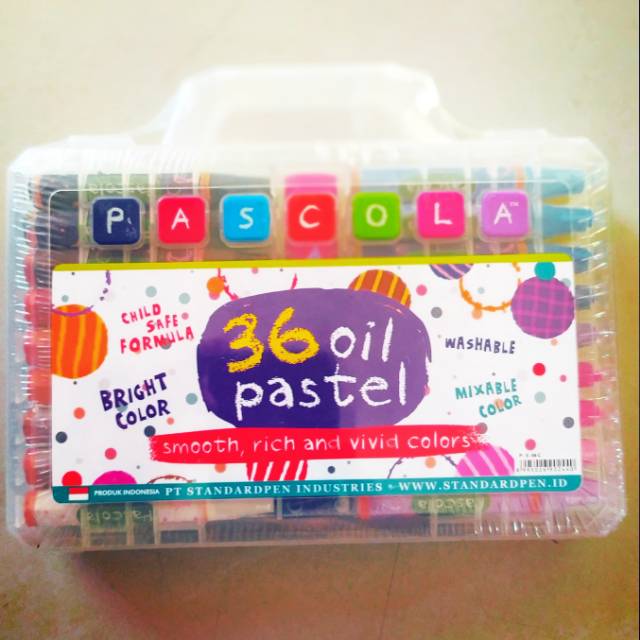 PASCOLA™
CHILD
SAFE
FORMULA
36 oil
pastel
WASHABLE
BRIGHT
COLOR
MIXABLE
COLOR
smooth, rich and vivid colors
PRODUK INDONESIA PT STANDARDPEN INDUSTRIES • WWW.STANDARDPEN.ID